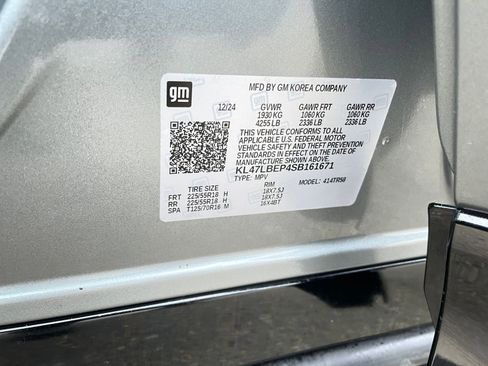 gm
MFD BY GM KOREA COMPANY
12/24 GVWR GAWR FRT GAWR RR
1930 KG 1060 KG 1060 KG
4255 LB 2336 LB 2336 LB
THIS VEHICLE CONFORMS TO ALL
APPLICABLE U.S. FEDERAL MOTOR
VEHICLE SAFETY AND THEFT PREVENTION
STANDARDS IN EFFECT ON THE DATE OF
MANUFACTURE SHOWN ABOVE.
KL47LBEP4SB161671
TYPE: MPV MODEL: 414TR58
TIRE SIZE RIM
FRT 225/55R18 H 18X7.5J
RR 225/55R18 H 18X7.5J
SPA T125/70R16 M 16X4BT